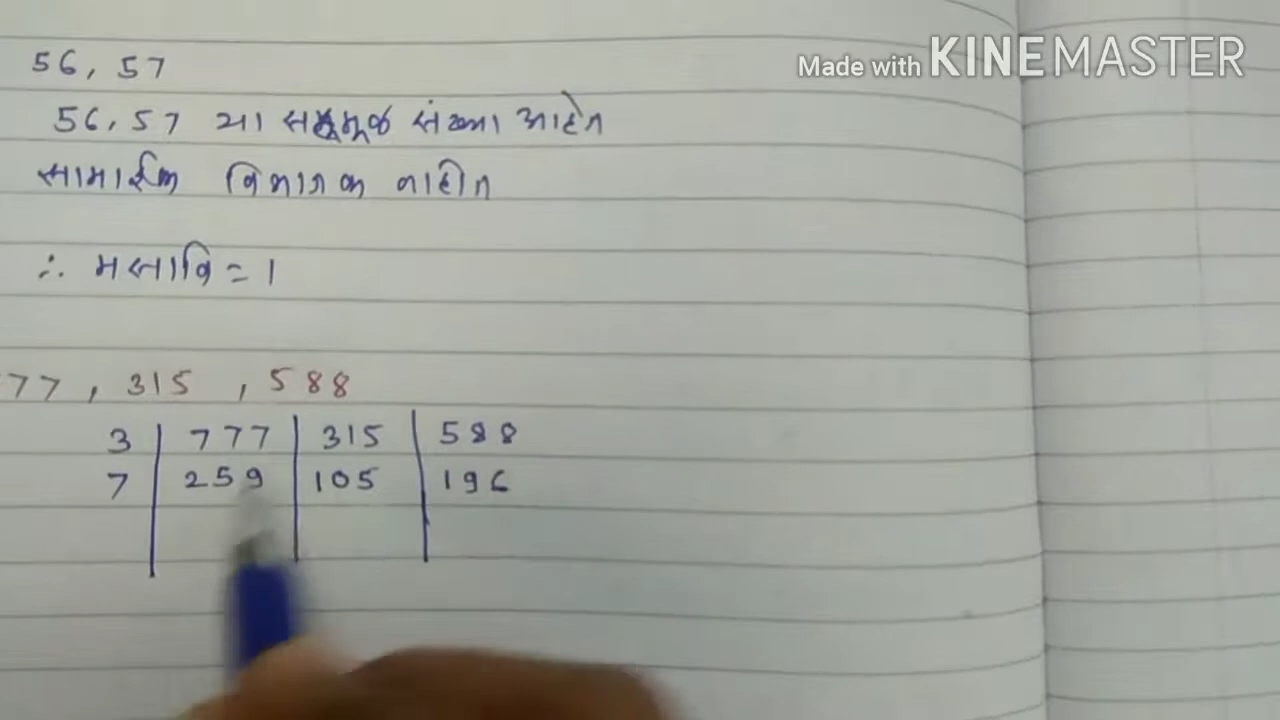 Made with KINEMASTER
56, 57
56, 57 या सहमूळ संख्या आहेत
सामाईक विभाजक नाहीत
∴ मसावि = 1
77 , 315 , 588
3 | 777 | 315 | 588
7 | 259 | 105 | 196